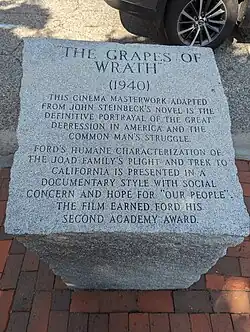 THE GRAPES OF
WRATH
(1940)
THIS CINEMA MASTERWORK ADAPTED
FROM JOHN STEINBECK'S NOVEL IS THE
DEFINITIVE PORTRAYAL OF THE GREAT
DEPRESSION IN AMERICA AND THE
COMMON MAN'S STRUGGLE.
FORD'S HUMANE CHARACTERIZATION OF
THE JOAD FAMILY'S PLIGHT AND TREK TO
CALIFORNIA IS PRESENTED IN A
DOCUMENTARY STYLE WITH SOCIAL
CONCERN AND HOPE FOR "OUR PEOPLE".
THE FILM EARNED FORD HIS
SECOND ACADEMY AWARD.